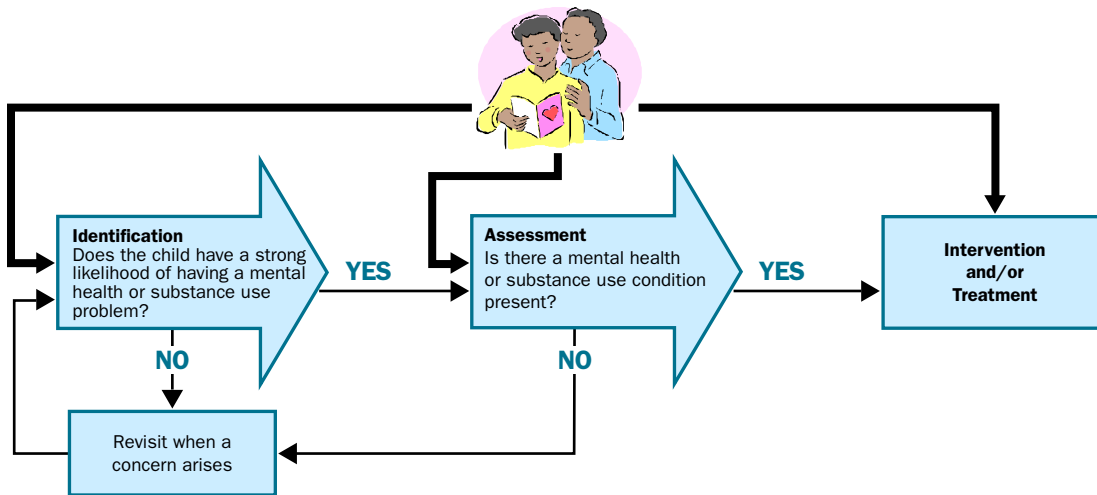 Identification
Does the child have a strong
likelihood of having a mental
health or substance use
problem?
YES
Assessment
Is there a mental health
or substance use condition
present?
YES
Intervention
and/or
Treatment
NO
NO
Revisit when a
concern arises